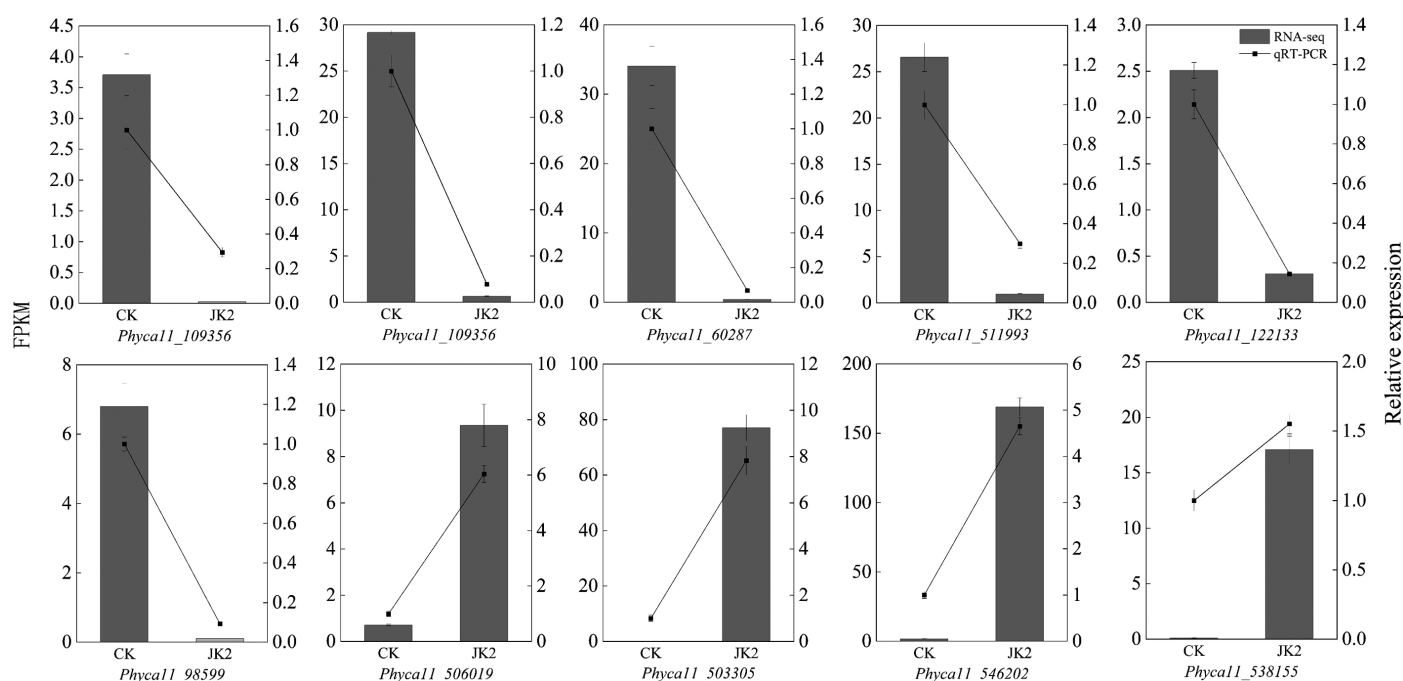 FPKM
Relative expression
RNA-seq
qRT-PCR
4.5 4.0 3.5 3.0 2.5 2.0 1.5 1.0 0.5 0.0
1.6 1.4 1.2 1.0 0.8 0.6 0.4 0.2 0.0
CK JK2
Phyca11_109356
30 25 20 15 10 5 0
1.2 1.0 0.8 0.6 0.4 0.2 0.0
CK JK2
Phyca11_109356
40 30 20 10 0
1.6 1.4 1.2 1.0 0.8 0.6 0.4 0.2 0.0
CK JK2
Phyca11_60287
30 25 20 15 10 5 0
1.4 1.2 1.0 0.8 0.6 0.4 0.2 0.0
CK JK2
Phyca11_511993
3.0 2.5 2.0 1.5 1.0 0.5 0.0
1.4 1.2 1.0 0.8 0.6 0.4 0.2 0.0
CK JK2
Phyca11_122133
8 6 4 2 0
1.4 1.2 1.0 0.8 0.6 0.4 0.2 0.0
CK JK2
Phyca11_98599
12 10 8 6 4 2 0
10 8 6 4 2 0
CK JK2
Phyca11_506019
100 80 60 40 20 0
12 10 8 6 4 2 0
CK JK2
Phyca11_503305
200 150 100 50 0
6 5 4 3 2 1 0
CK JK2
Phyca11_546202
25 20 15 10 5 0
2.0 1.5 1.0 0.5 0.0
CK JK2
Phyca11_538155